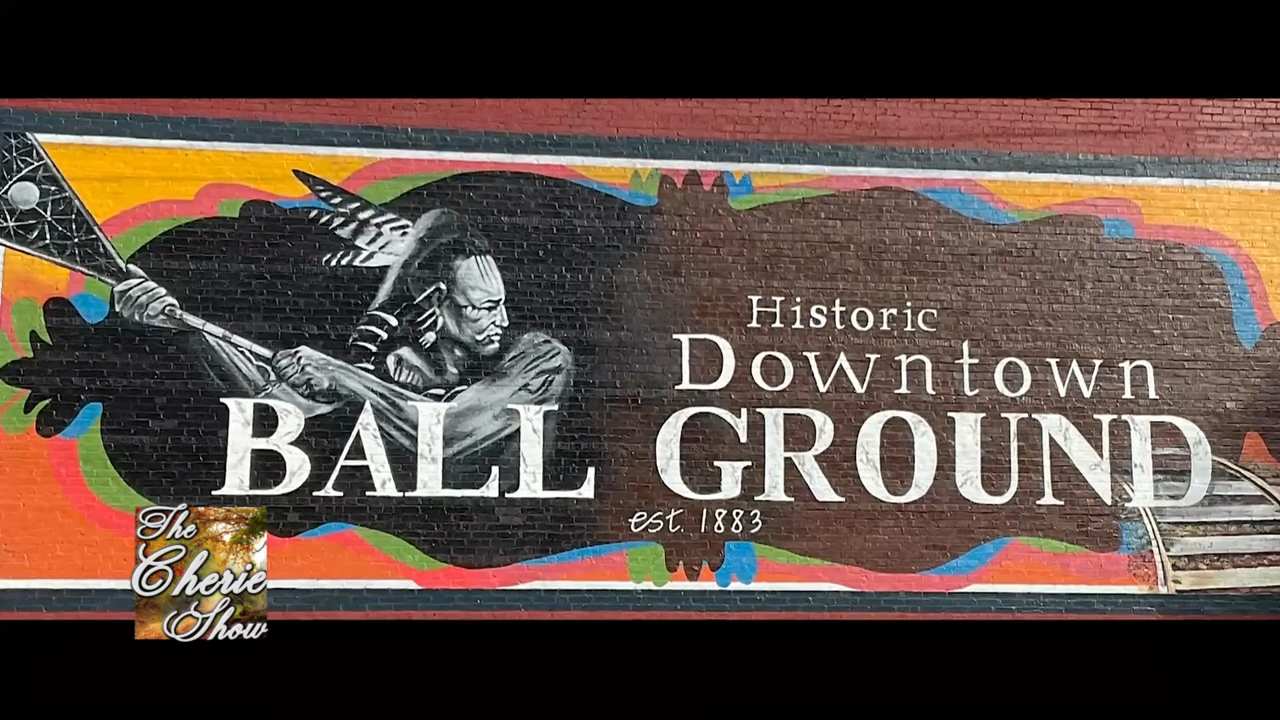 Historic
Downtown
BALL GROUND
est. 1883
The
Cherie
Show